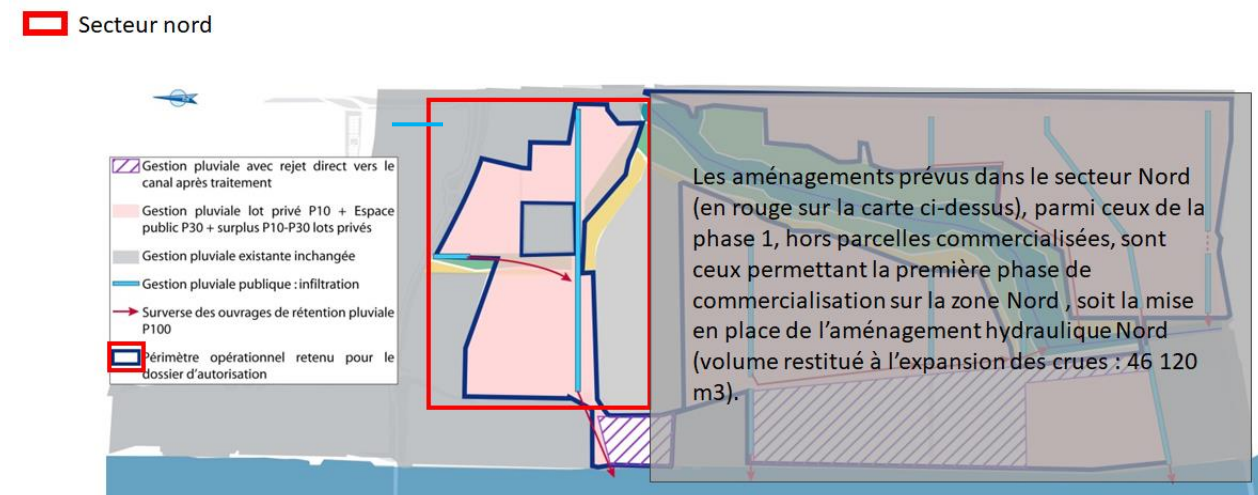 Secteur nord
Gestion pluviale avec rejet direct vers le
canal après traitement
Gestion pluviale lot privé P10 + Espace
public P30 + surplus P10-P30 lots privés
Gestion pluviale existante inchangée
Gestion pluviale publique : infiltration
Surverse des ouvrages de rétention pluviale
P100
Périmètre opérationnel retenu pour le
dossier d’autorisation
Les aménagements prévus dans le secteur Nord
(en rouge sur la carte ci-dessus), parmi ceux de la
phase 1, hors parcelles commercialisées, sont
ceux permettant la première phase de
commercialisation sur la zone Nord , soit la mise
en place de l’aménagement hydraulique Nord
(volume restitué à l’expansion des crues : 46 120
m3).